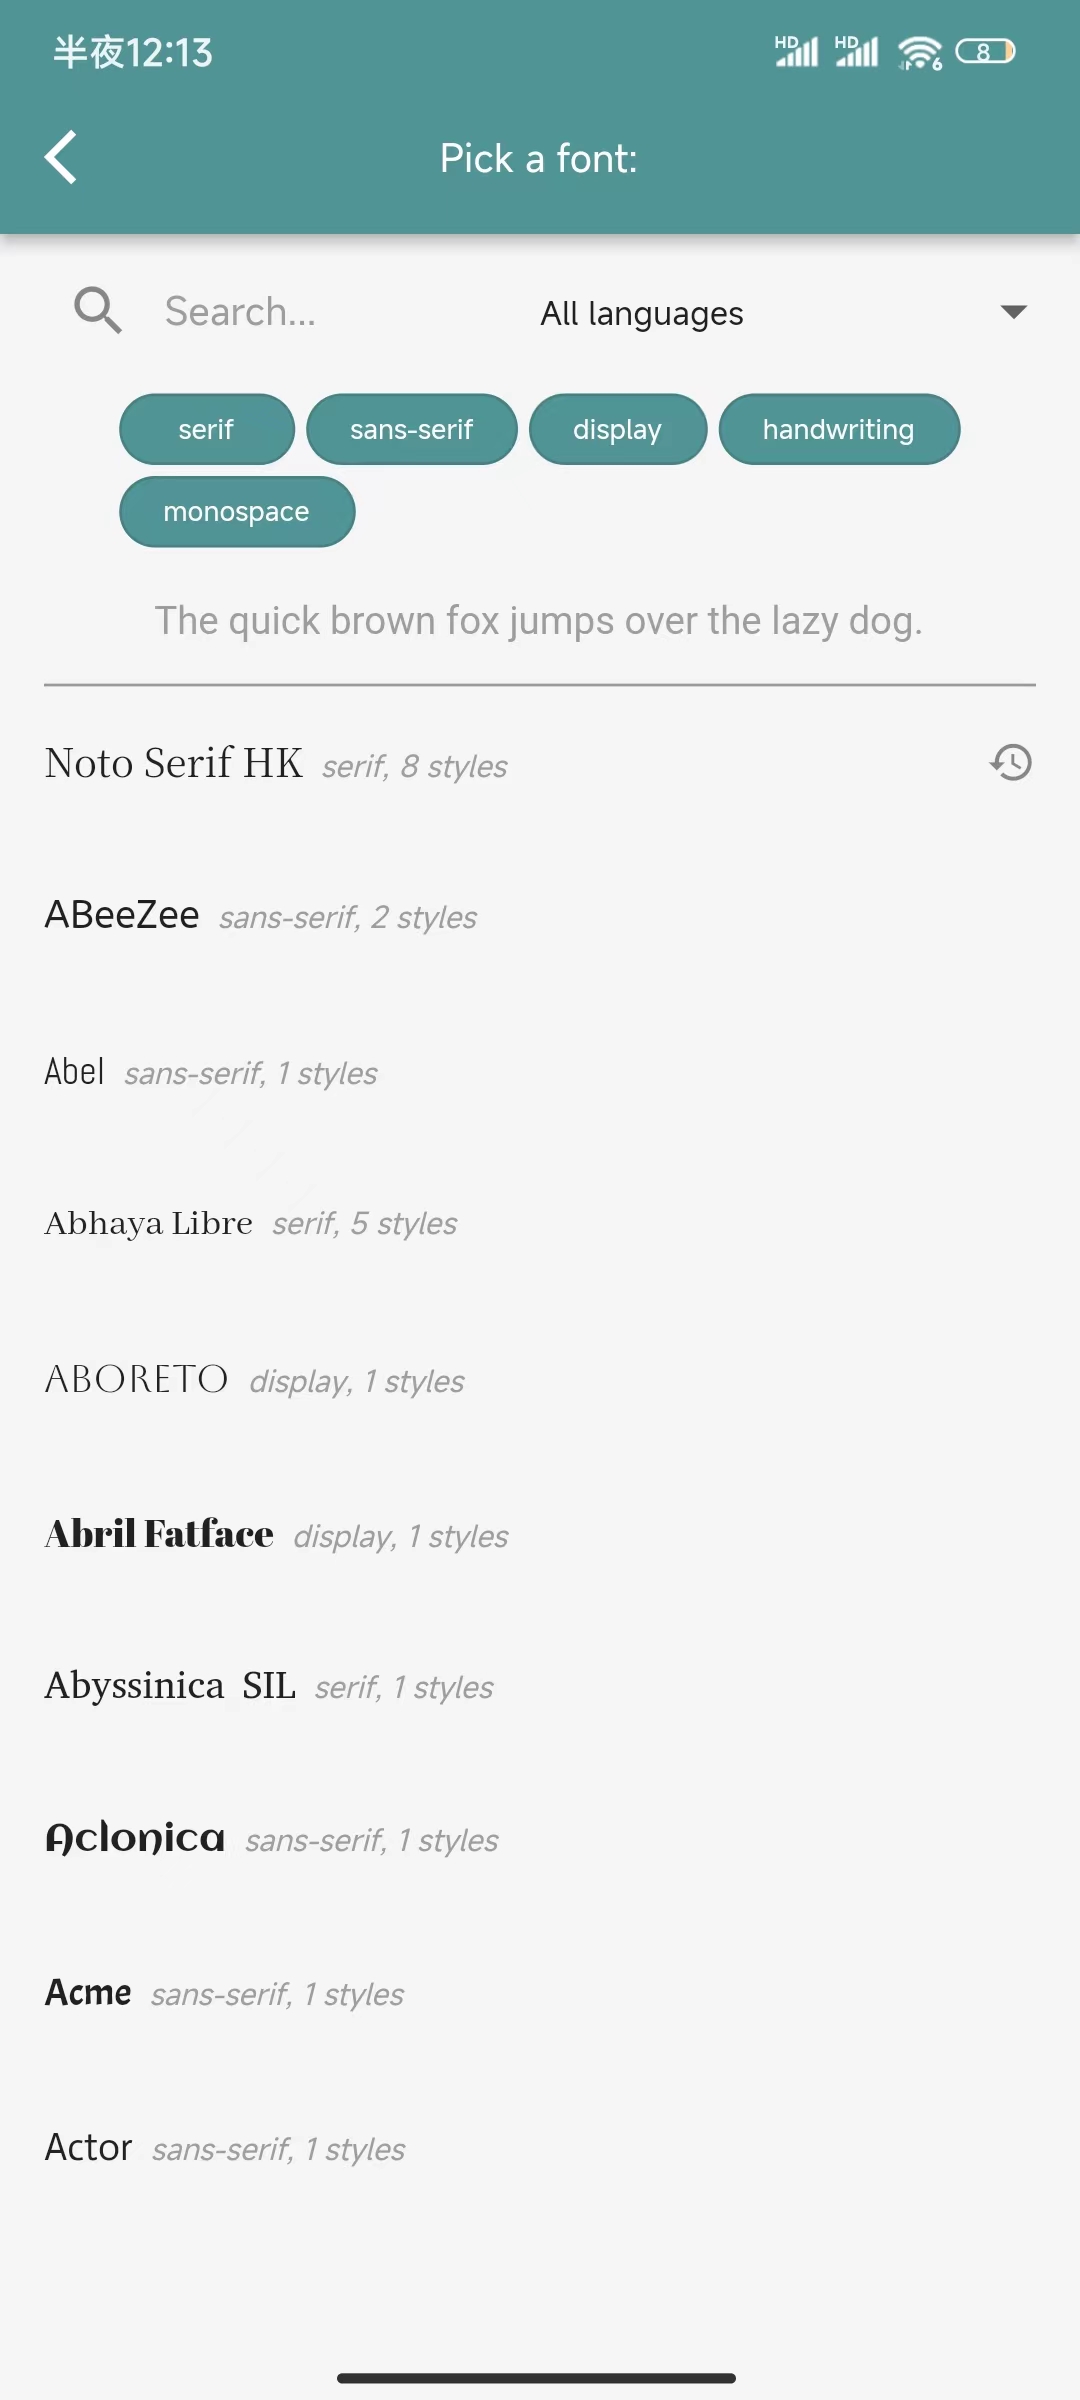 半夜12:13 HD HD 6 8
Pick a font:
Search... All languages
serif sans-serif display handwriting
monospace
The quick brown fox jumps over the lazy dog.
Noto Serif HK serif, 8 styles
ABeeZee sans-serif, 2 styles
Abel sans-serif, 1 styles
Abhaya Libre serif, 5 styles
ABORETO display, 1 styles
Abril Fatface display, 1 styles
Abyssinica SIL serif, 1 styles
Aclonica sans-serif, 1 styles
Acme sans-serif, 1 styles
Actor sans-serif, 1 styles